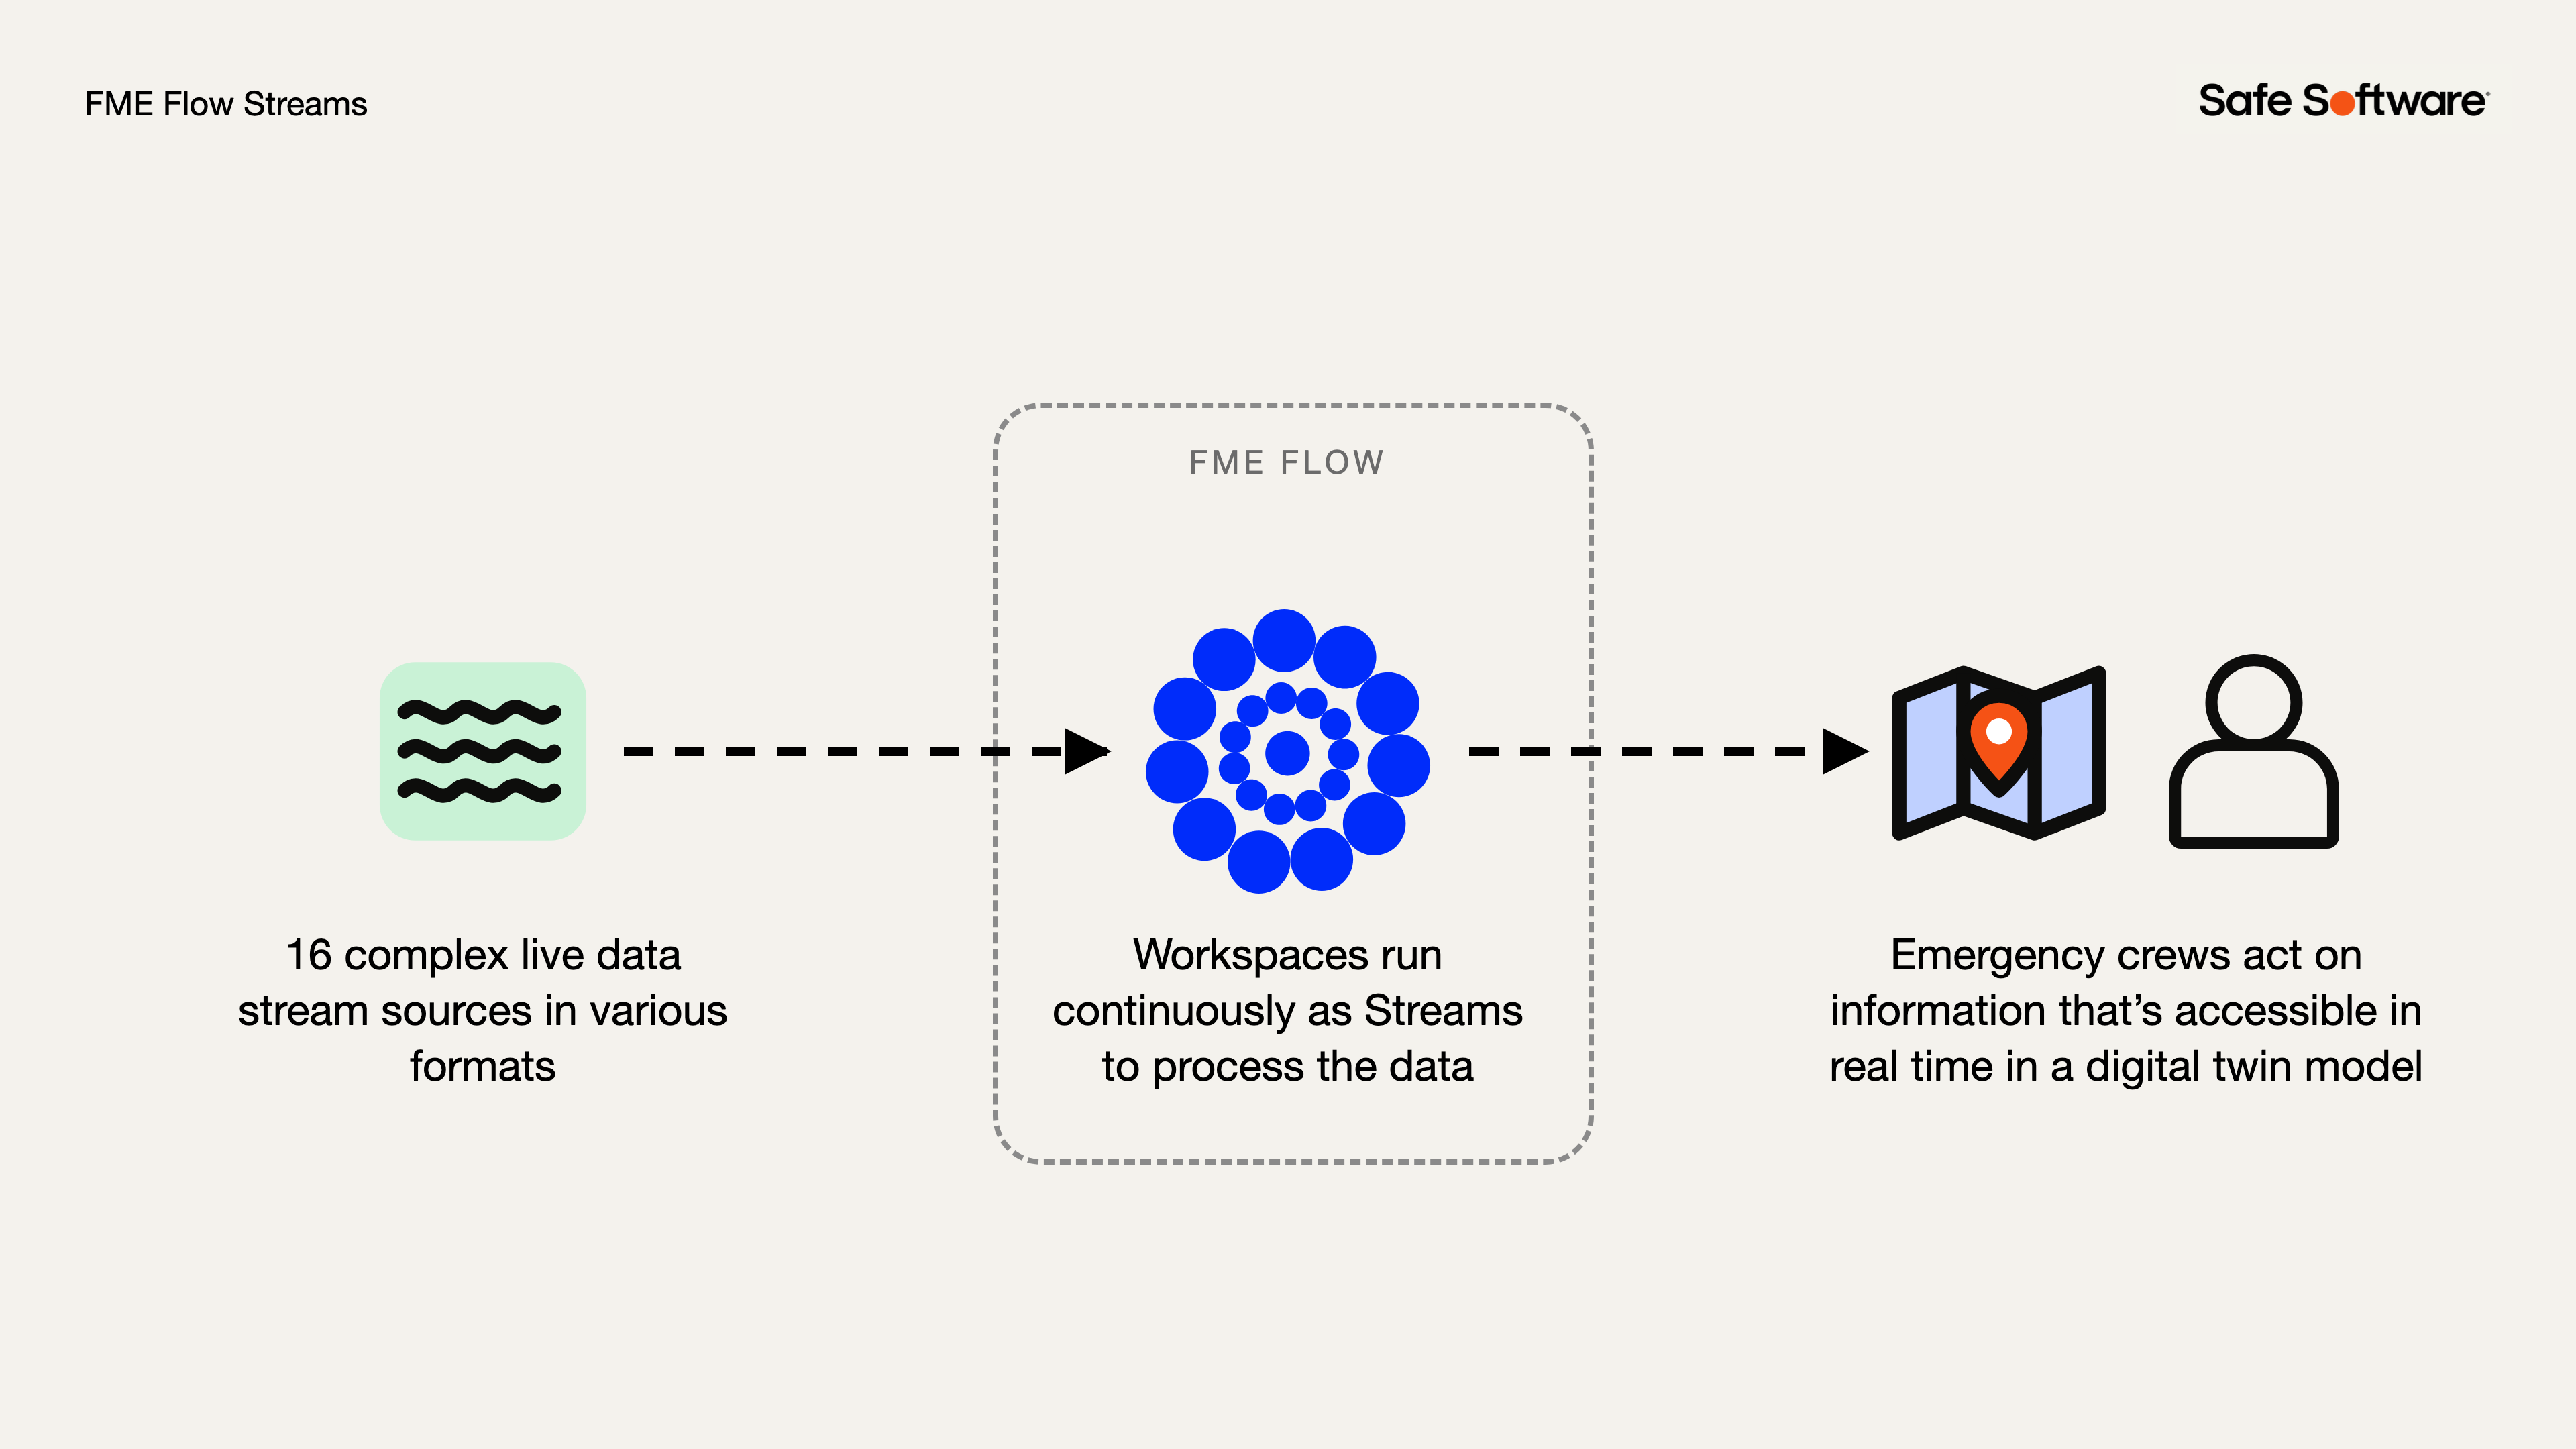 FME Flow Streams
Safe Software
FME FLOW
16 complex live data
stream sources in various
formats
Workspaces run
continuously as Streams
to process the data
Emergency crews act on
information that’s accessible in
real time in a digital twin model